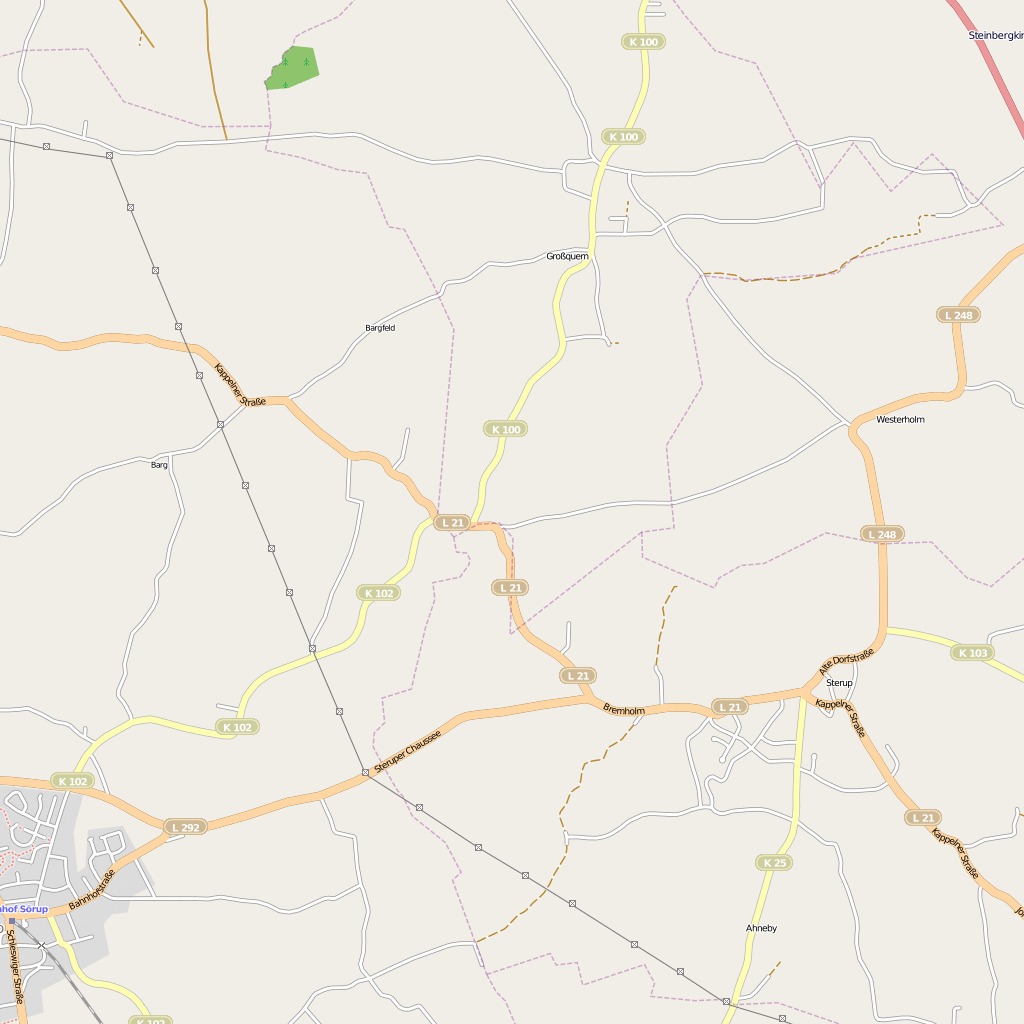 K 100
Steinbergkir
K 100
Großquern
L 248
Bargfeld
Kappelner Straße
Westerholm
K 100
Barg
L 21
L 248
L 21
K 102
Alte Dorfstraße
K 103
L 21
Sterup
Bremholm
L 21
Kappelner Straße
K 102
Steruper Chaussee
K 102
L 292
L 21
Kappelner Straße
K 25
Bahnhofstraße
nhof Sörup
Ahneby
Schleswiger Straße
K 102